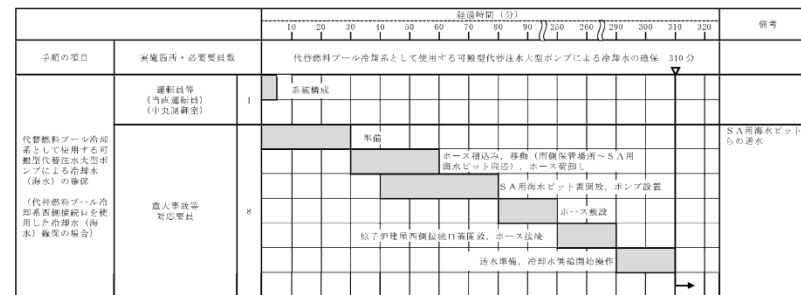 経過時間（分）
備考
10 20 30 40 50 60 70 80 90 100 250 260 270 290 300 310 320
手順の項目
実施箇所・必要要員数
代替燃料プール冷却系として使用する可搬型代替注水大型ポンプによる冷却水の確保 310分
代替燃料プール冷却
系として使用する可
搬型代替注水大型ポ
ンプによる冷却水
（海水）の確保
（代替燃料プール冷
却系西側接続口を使
用した冷却水（海
水）確保の場合）
運転員等
（当直運転員）
（中央制御室）
1
系統構成
重大事故等
対応要員
8
準備
ホース積込み，移動（南側保管場所～ＳＡ用
海水ピット周辺），ホース荷卸し
ＳＡ用海水ピット蓋開放，ポンプ設置
ホース敷設
原子炉建屋西側接続口蓋開放，ホース接続
送水準備，冷却水供給開始操作
ＳＡ用海水ピット
らの送水